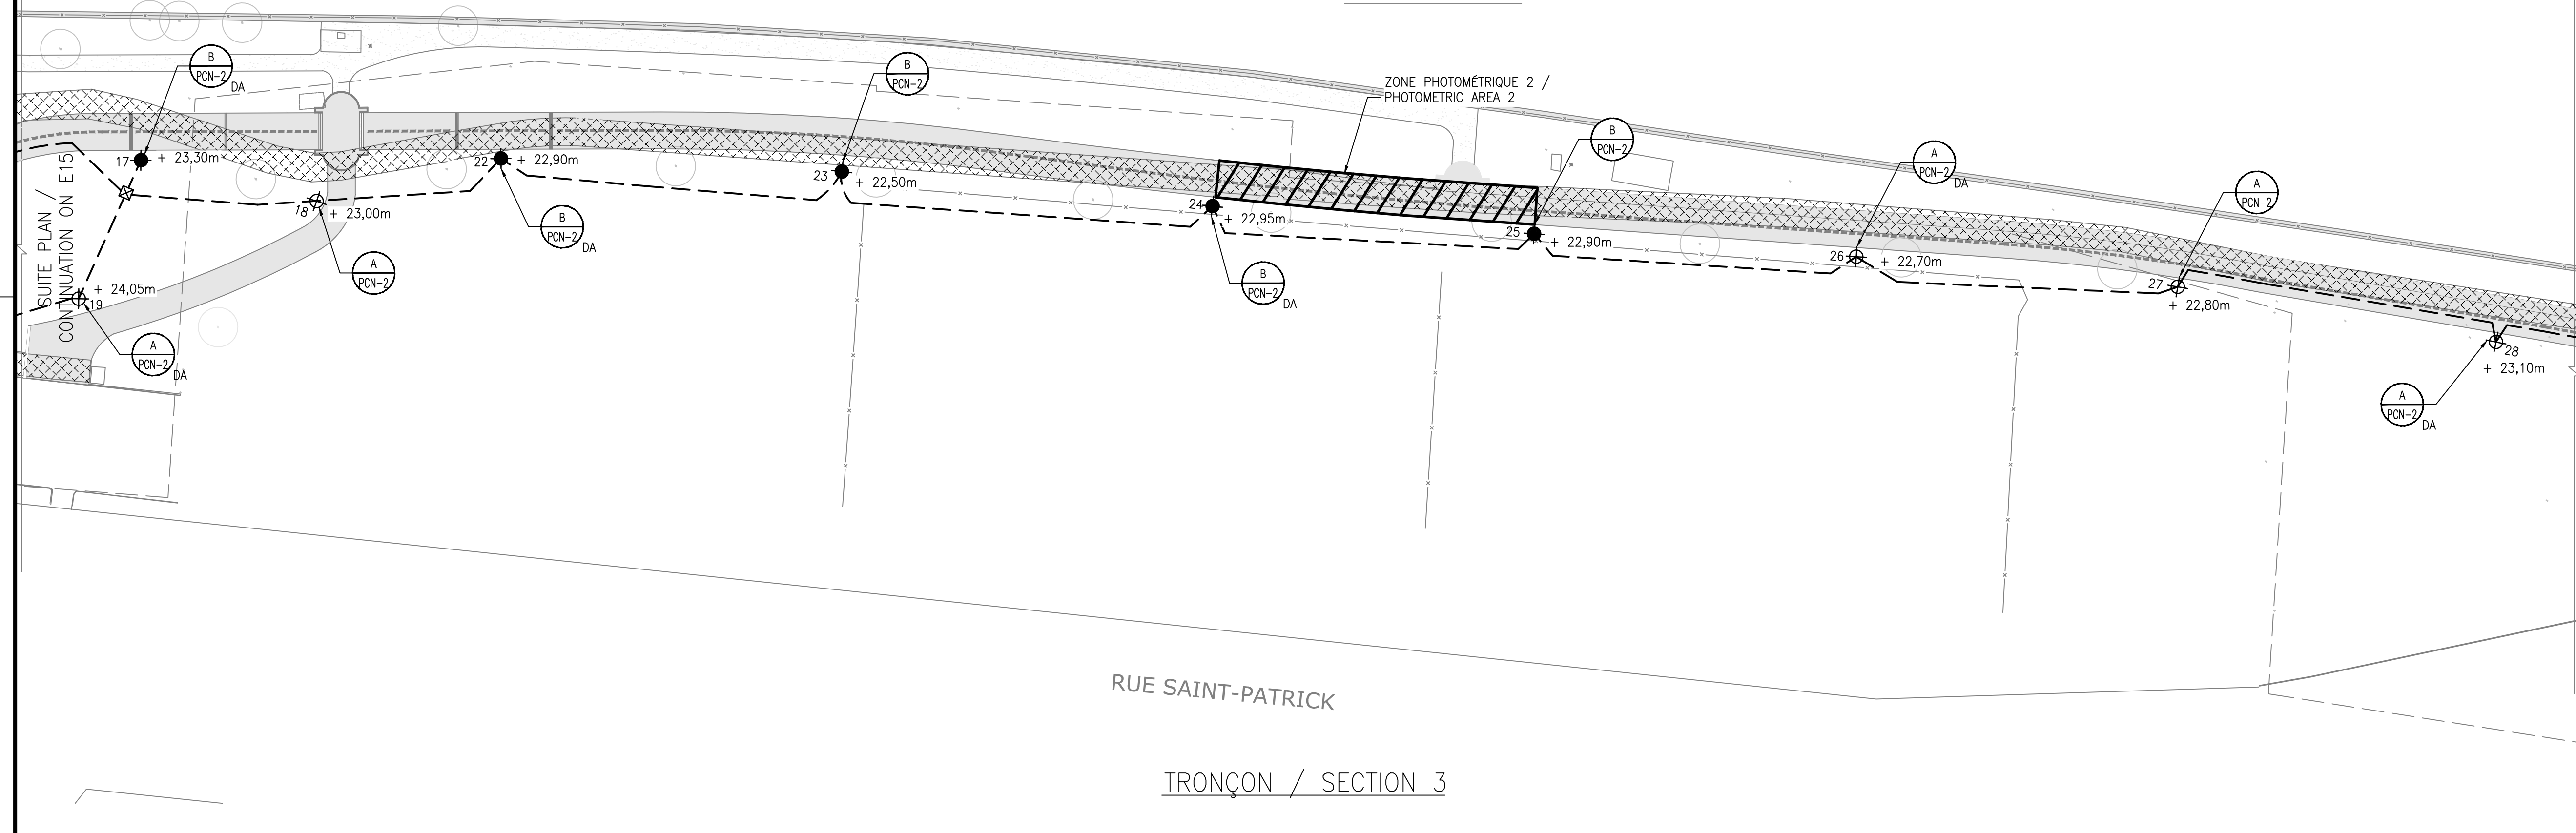 B
PCN-2
DA
17
+ 23,30m
SUITE PLAN /
CONTINUATION ON E15
18
+ 23,00m
A
PCN-2
+ 24,05m
19
A
PCN-2
DA
22
+ 22,90m
B
PCN-2
DA
B
PCN-2
23
+ 22,50m
24
+ 22,95m
B
PCN-2
DA
ZONE PHOTOMÉTRIQUE 2 /
PHOTOMETRIC AREA 2
B
PCN-2
25
+ 22,90m
A
PCN-2
DA
26
+ 22,70m
A
PCN-2
27
+ 22,80m
28
+ 23,10m
A
PCN-2
DA
RUE SAINT-PATRICK
TRONÇON / SECTION 3